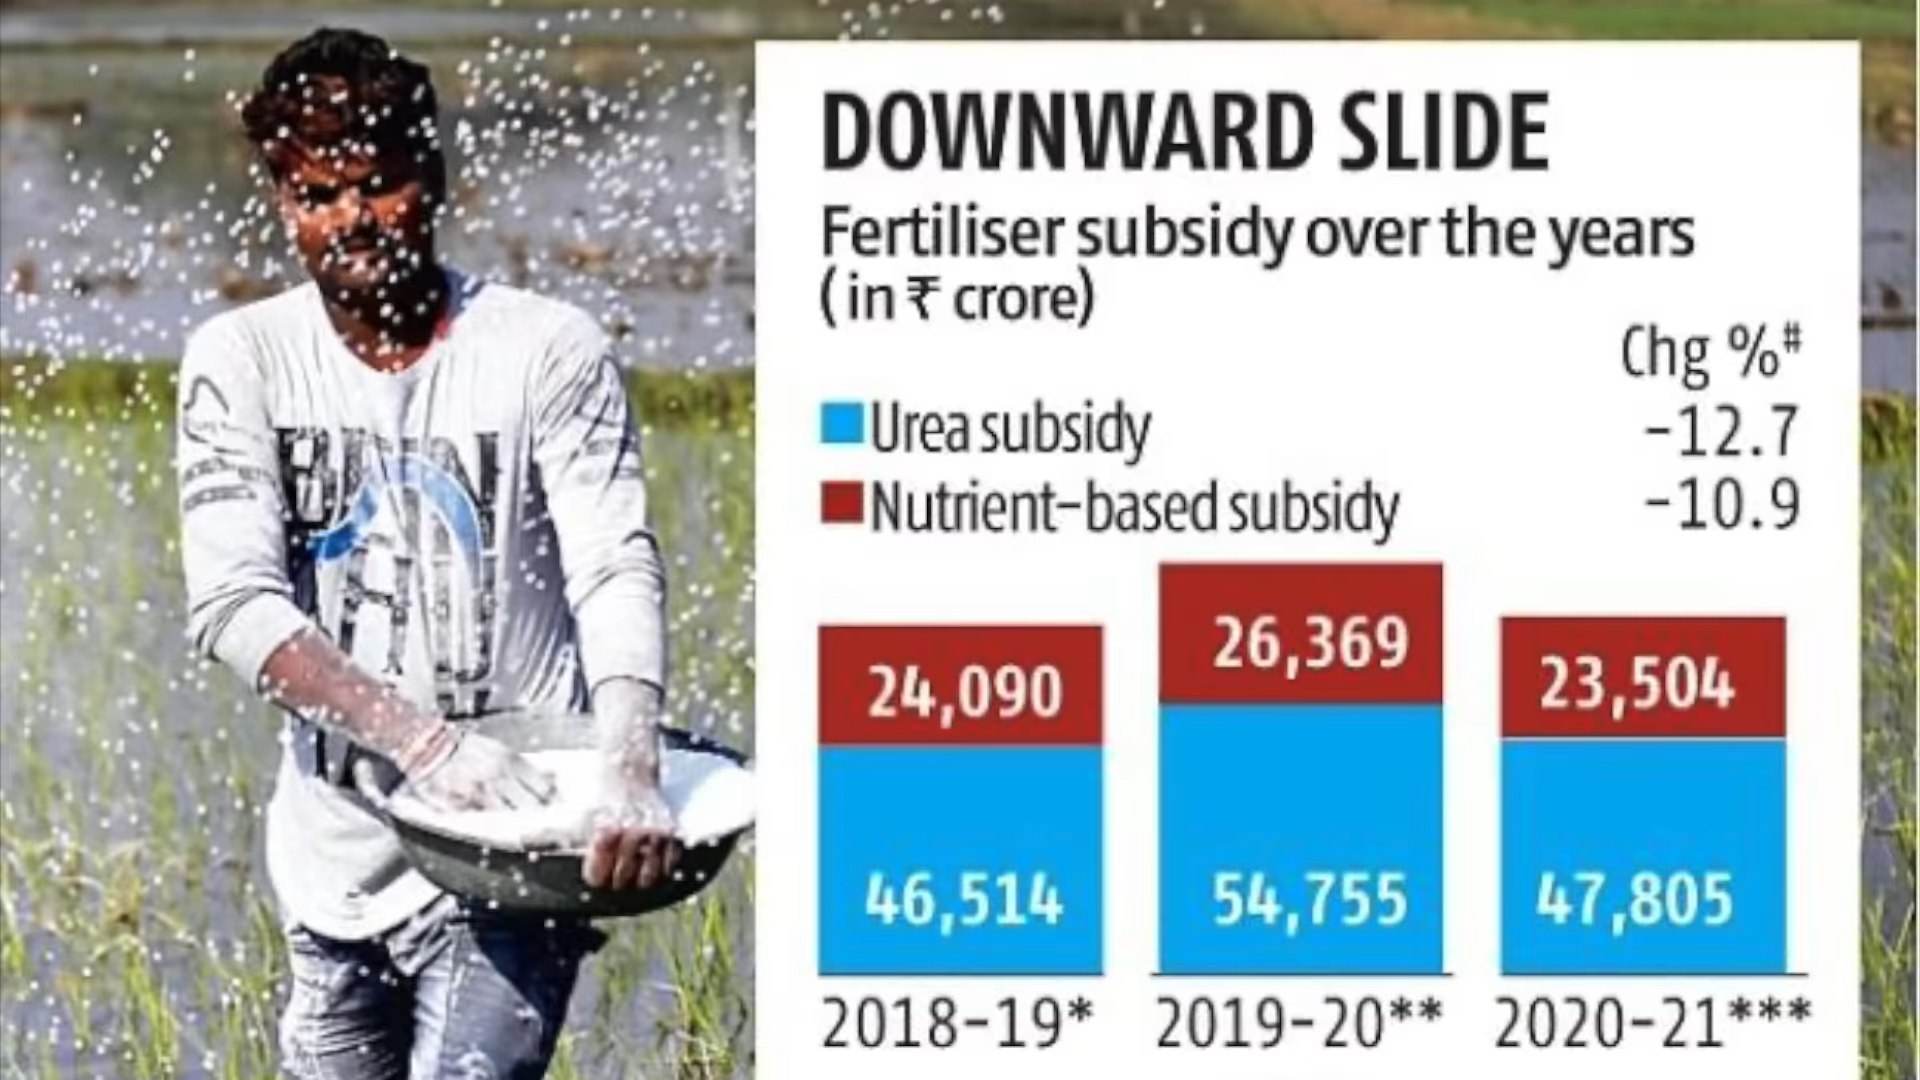 DOWNWARD SLIDE
Fertiliser subsidy over the years
(in ₹ crore)
Chg %#
Urea subsidy -12.7
Nutrient-based subsidy -10.9
24,090 26,369 23,504
46,514 54,755 47,805
2018-19* 2019-20** 2020-21***